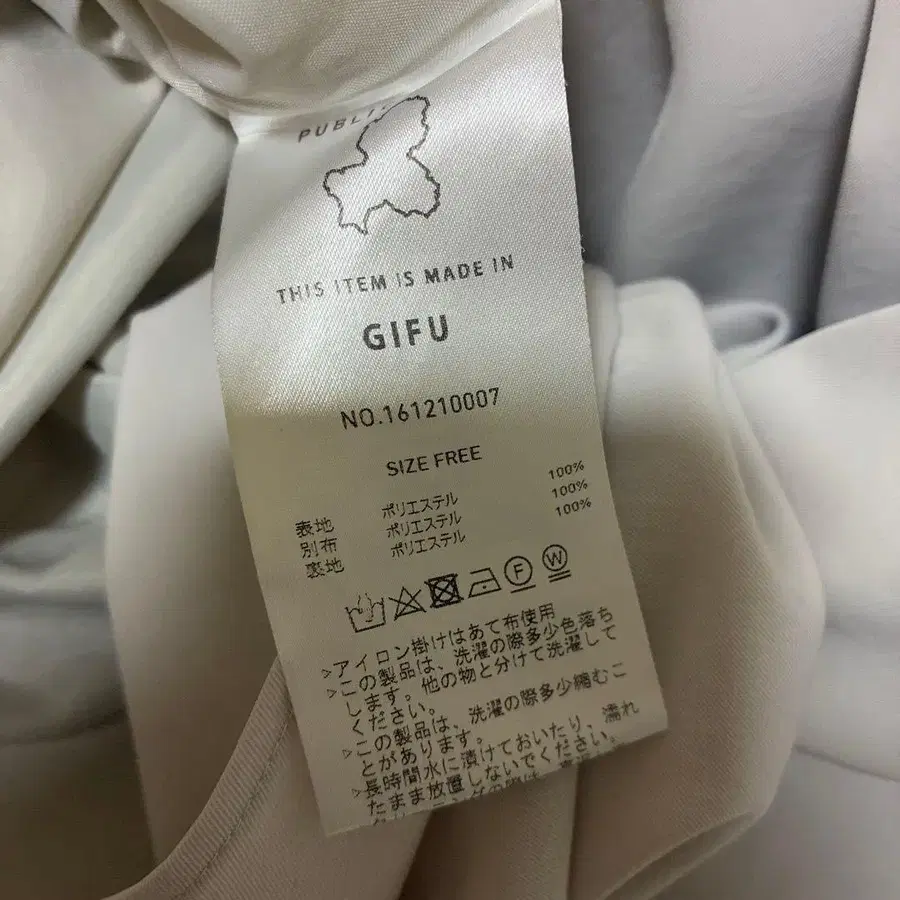 PUBLI
THIS ITEM IS MADE IN
GIFU
NO.161210007
SIZE FREE
表地 ポリエステル 100%
別布 ポリエステル 100%
裏地 ポリエステル 100%
F W
▷アイロン掛けはあて布使用
▷この製品は、洗濯の際多少色落ち
します。他の物と分けて洗濯して
ください。
▷この製品は、洗濯の際多少縮むこ
とがあります。
▷長時間水に漬けておいたり、濡れ
たまま放置しないでください。